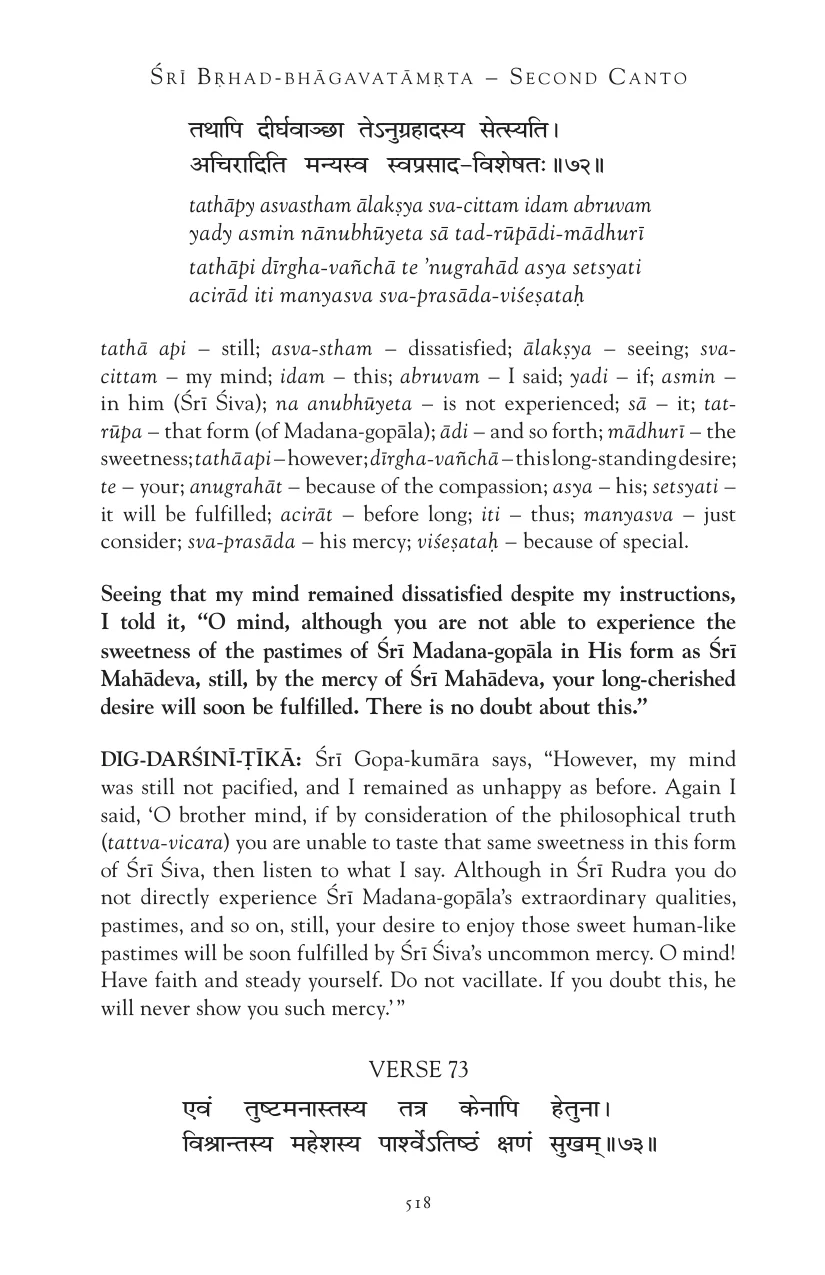 ŚRĪ BṚHAD-BHĀGAVATĀMṚTA – SECOND CANTO
तथापि दीर्घवाञ्छा तेऽनुग्रहादस्य सेत्स्यति।
अचिरादिति मन्यस्व स्वप्रसाद-विशेषतः॥७२॥
tathāpy asvastham ālakṣya sva-cittam idam abruvam
yady asmin nānubhūyeta sā tad-rūpādi-mādhurī
tathāpi dīrgha-vañchā te ’nugrahād asya setsyati
acirād iti manyasva sva-prasāda-viśeṣataḥ
tathā api – still; asva-stham – dissatisfied; ālakṣya – seeing; sva-
cittam – my mind; idam – this; abruvam – I said; yadi – if; asmin –
in him (Śrī Śiva); na anubhūyeta – is not experienced; sā – it; tat-
rūpa – that form (of Madana-gopāla); ādi – and so forth; mādhurī – the
sweetness; tathā api – however; dīrgha-vañchā – this long-standing desire;
te – your; anugrahāt – because of the compassion; asya – his; setsyati –
it will be fulfilled; acirāt – before long; iti – thus; manyasva – just
consider; sva-prasāda – his mercy; viśeṣataḥ – because of special.
Seeing that my mind remained dissatisfied despite my instructions,
I told it, “O mind, although you are not able to experience the
sweetness of the pastimes of Śrī Madana-gopāla in His form as Śrī
Mahādeva, still, by the mercy of Śrī Mahādeva, your long-cherished
desire will soon be fulfilled. There is no doubt about this.”
DIG-DARŚINĪ-ṬĪKĀ: Śrī Gopa-kumāra says, “However, my mind
was still not pacified, and I remained as unhappy as before. Again I
said, ‘O brother mind, if by consideration of the philosophical truth
(tattva-vicara) you are unable to taste that same sweetness in this form
of Śrī Śiva, then listen to what I say. Although in Śrī Rudra you do
not directly experience Śrī Madana-gopāla’s extraordinary qualities,
pastimes, and so on, still, your desire to enjoy those sweet human-like
pastimes will be soon fulfilled by Śrī Śiva’s uncommon mercy. O mind!
Have faith and steady yourself. Do not vacillate. If you doubt this, he
will never show you such mercy.’ ”
VERSE 73
एवं तुष्टमनास्तस्य तत्र केनापि हेतुना।
विश्रान्तस्य महेशस्य पार्श्वेऽतिष्ठं क्षणं सुखम्॥७३॥
518